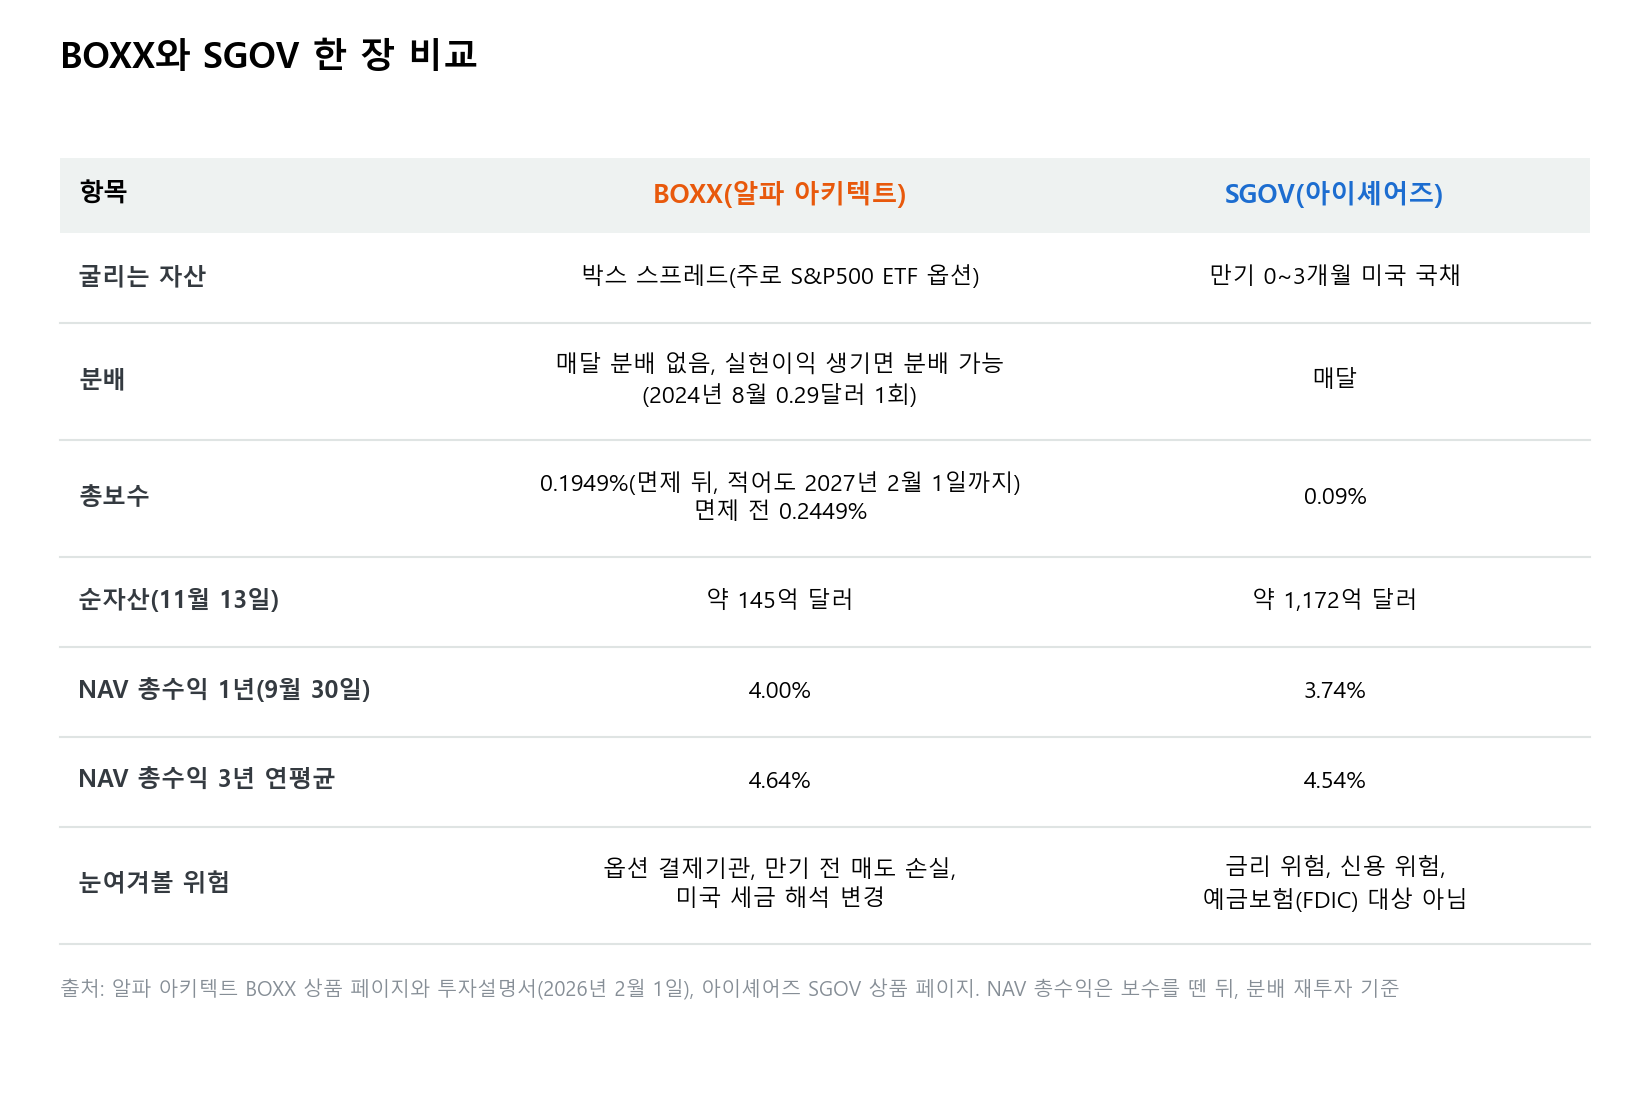 BOXX와 SGOV 한 장 비교
항목 BOXX(알파 아키텍트) SGOV(아이셰어즈)
굴리는 자산 박스 스프레드(주로 S&P500 ETF 옵션) 만기 0~3개월 미국 국채
분배 매달 분배 없음, 실현이익 생기면 분배 가능
(2024년 8월 0.29달러 1회) 매달
총보수 0.1949%(면제 뒤, 적어도 2027년 2월 1일까지)
면제 전 0.2449% 0.09%
순자산(11월 13일) 약 145억 달러 약 1,172억 달러
NAV 총수익 1년(9월 30일) 4.00% 3.74%
NAV 총수익 3년 연평균 4.64% 4.54%
눈여겨볼 위험 옵션 결제기관, 만기 전 매도 손실,
미국 세금 해석 변경 금리 위험, 신용 위험,
예금보험(FDIC) 대상 아님
출처: 알파 아키텍트 BOXX 상품 페이지와 투자설명서(2026년 2월 1일), 아이셰어즈 SGOV 상품 페이지. NAV 총수익은 보수를 뗀 뒤, 분배 재투자 기준